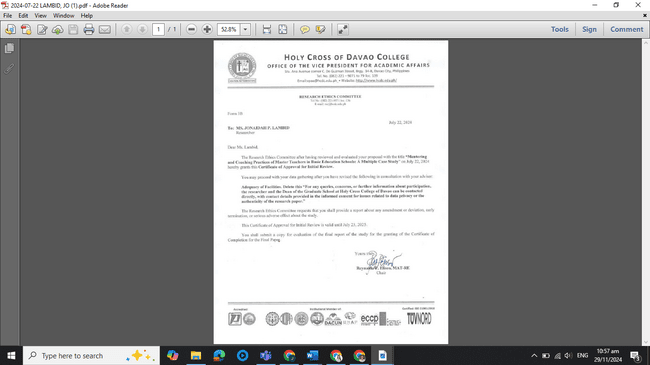 2024-07-22 LAMBID, JO (1).pdf - Adobe Reader
File Edit View Window Help
1 / 1
52.8%
Tools Sign Comment
HOLY CROSS OF DAVAO COLLEGE
OFFICE OF THE VICE PRESIDENT FOR ACADEMIC AFFAIRS
RESEARCH ETHICS COMMITTEE
July 22, 2024
To: MS. JONAIDAH P. LAMBID
Researcher
Dear Ms. Lambid,
The Research Ethics Committee after having reviewed and evaluated your proposal with the title "Mentoring
and Coaching Practices of Master Teachers in Basic Education Schools: A Multiple Case Study" on July 22, 2024
hereby grants the Certificate of Approval for Initial Review.
You may proceed with your data gathering after you have revised the following in consultation with your adviser:
Adequacy of Facilities. Delete this "For any queries, concerns, or further information about participation,
the researcher and the Dean of the Graduate School at Holy Cross College of Davao can be contacted
directly, with contact details provided in the informed consent for issues related to data privacy or the
authenticity of the research paper."
The Research Ethics Committee requests that you shall provide a report about any amendment or deviation, early
termination, or serious adverse effect about the study.
This Certificate of Approval for Initial Review is valid until July 23, 2025.
You shall submit a copy for evaluation of the final report of the study for the granting of the Certificate of
Completion for the Final Paper.
Yours truly,
Chair
DACUN
eccp
TÜV NORD
Type here to search
ENG
10:57 am
29/11/2024